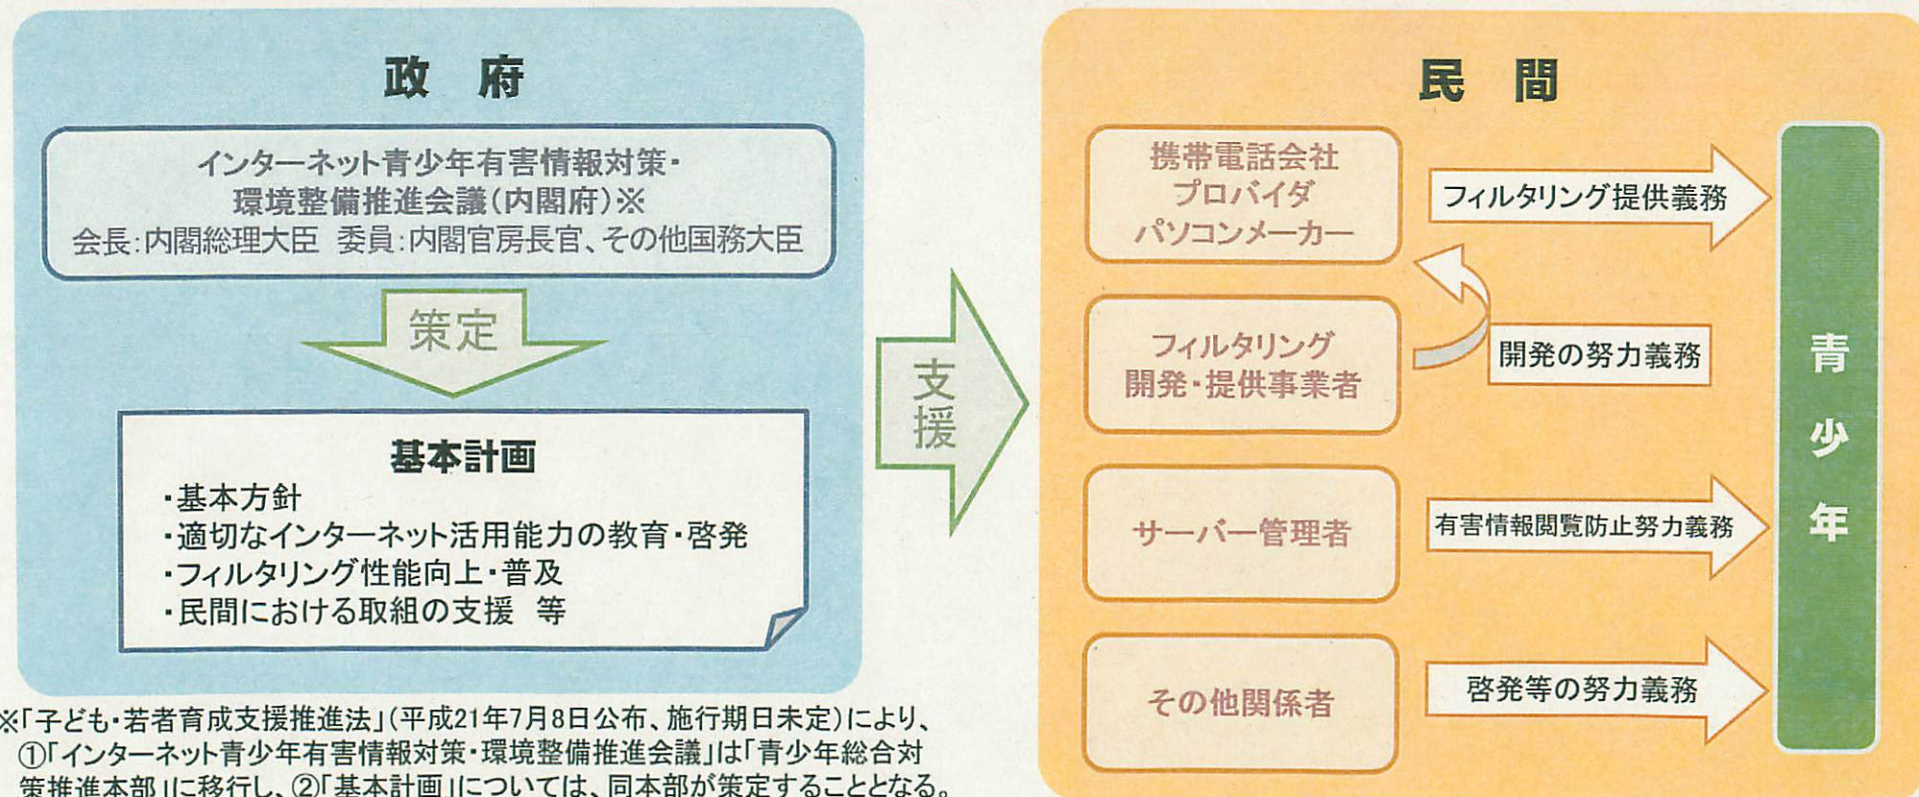 政 府
インターネット青少年有害情報対策・
環境整備推進会議(内閣府)※
会長:内閣総理大臣 委員:内閣官房長官、その他国務大臣
策定
基本計画
・基本方針
・適切なインターネット活用能力の教育・啓発
・フィルタリング性能向上・普及
・民間における取組の支援 等
※「子ども・若者育成支援推進法」(平成21年7月8日公布、施行期日未定)により、
①「インターネット青少年有害情報対策・環境整備推進会議」は「青少年総合対
策推進本部」に移行し、②「基本計画」については、同本部が策定することとなる。
支援
民 間
携帯電話会社
プロバイダ
パソコンメーカー
フィルタリング提供義務
フィルタリング
開発・提供事業者
開発の努力義務
サーバー管理者
有害情報閲覧防止努力義務
その他関係者
啓発等の努力義務
青少年